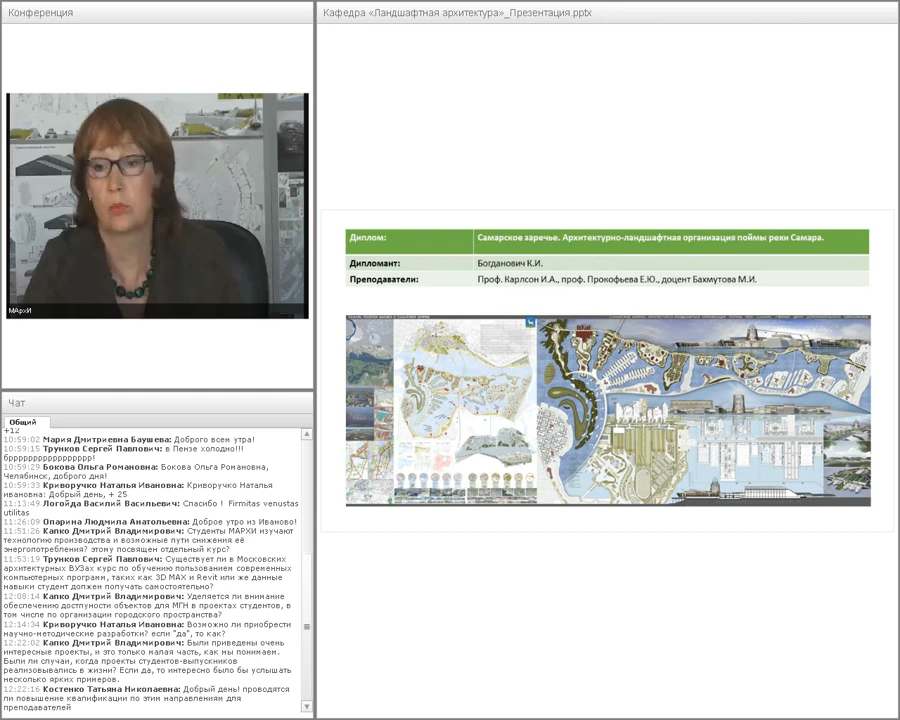 Конференция
МАрхИ
Чат
Общий
+12
10:59:02 Мария Дмитриевна Баушева: Доброго всем утра!
10:59:15 Трунков Сергей Павлович: в Пензе холодно!!!
бррррррррррррррррр!
10:59:29 Бокова Ольга Романовна: Бокова Ольга Романовна,
Челябинск, доброго дня!
10:59:33 Криворучко Наталья Ивановна: Криворучко Наталья
ивановна: Добрый день, + 25
11:13:49 Логойда Василий Васильевич: Спасибо ! Firmitas venustas
utilitas
11:26:09 Опарина Людмила Анатольевна: Доброе утро из Иваново!
11:51:26 Капко Дмитрий Владимирович: Студенты МАРХИ изучают
технологию производства и возможные пути снижения её
энергопотребления? этому посвящен отдельный курс?
11:53:19 Трунков Сергей Павлович: Существует ли в Московских
архитектурных ВУЗах курс по обучению пользованием современных
компьютерных программ, таких как 3D MAX и Revit или же данные
навыки студент должен получать самостоятельно?
12:08:14 Капко Дмитрий Владимирович: Уделяется ли внимание
обеспечению доступности объектов для МГН в проектах студентов, в
том числе по организации городского пространства?
12:14:34 Криворучко Наталья Ивановна: Возможно ли приобрести
научно-методические разработки? если "да", то как?
12:22:02 Капко Дмитрий Владимирович: Были приведены очень
интересные проекты, и это только малая часть, как мы понимаем.
Были ли случаи, когда проекты студентов-выпускников
реализовывались в жизни? Если да, то интересно было бы услышать
несколько ярких примеров.
12:22:16 Костенко Татьяна Николаевна: Добрый день! проводятся
ли повышение квалификации по этим направлениям для
преподавателей
Кафедра «Ландшафтная архитектура»_Презентация.pptx
Диплом: Самарское заречье. Архитектурно-ландшафтная организация поймы реки Самара.
Дипломант: Богданович К.И.
Преподаватели: Проф. Карлсон И.А., проф. Прокофьева Е.Ю., доцент Бахмутова М.И.